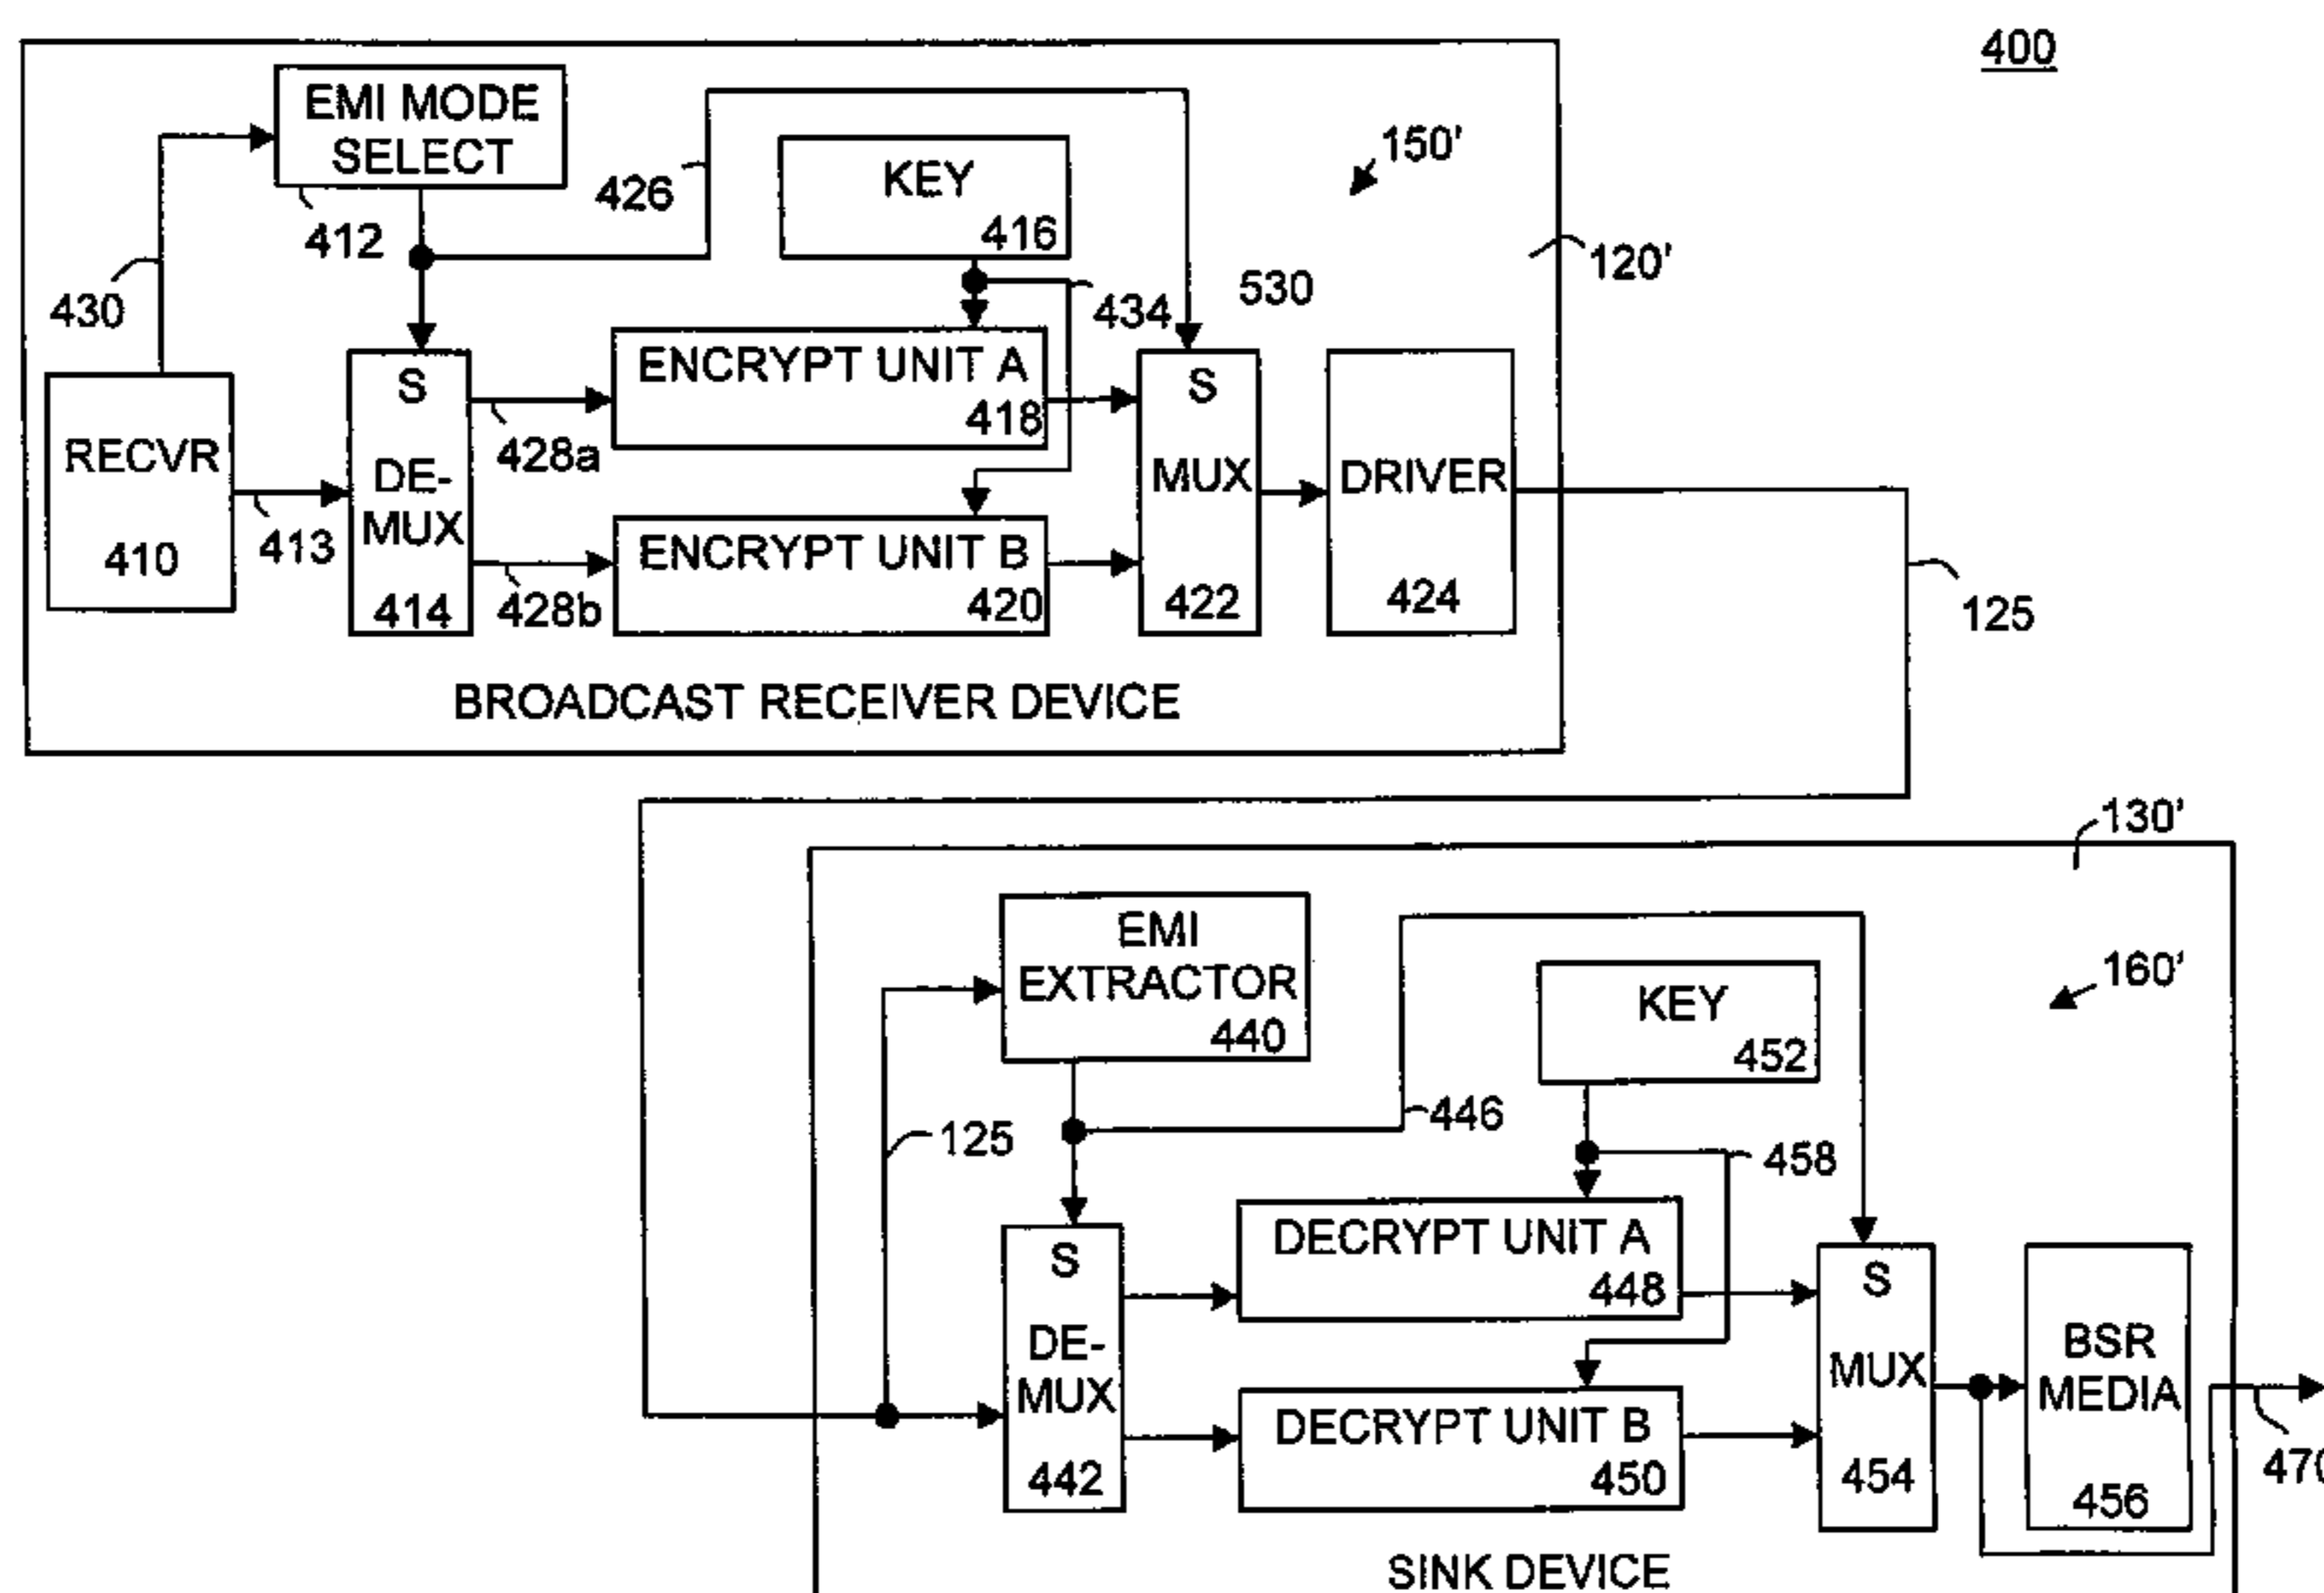 400
EMI MODE
SELECT
412
426
KEY
416
150'
120'
430
434
530
RECVR
410
413
S
DE-
MUX
414
428a
428b
ENCRYPT UNIT A
418
ENCRYPT UNIT B
420
S
MUX
422
DRIVER
424
125
BROADCAST RECEIVER DEVICE
130'
EMI
EXTRACTOR
440
KEY
452
160'
125
446
458
S
DE-
MUX
442
DECRYPT UNIT A
448
DECRYPT UNIT B
450
S
MUX
454
BSR
MEDIA
456
470
SINK DEVICE